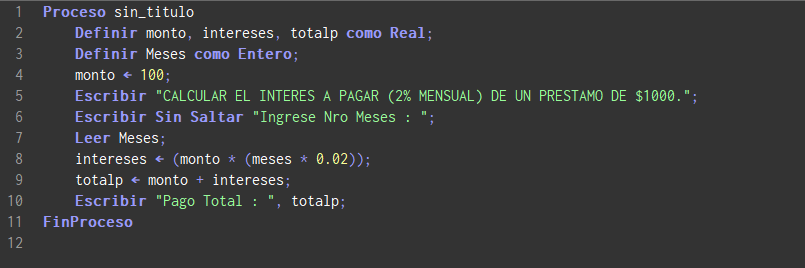 1 Proceso sin_titulo
2 Definir monto, intereses, totalp como Real;
3 Definir Meses como Entero;
4 monto ← 100;
5 Escribir "CALCULAR EL INTERES A PAGAR (2% MENSUAL) DE UN PRESTAMO DE $1000.";
6 Escribir Sin Saltar "Ingrese Nro Meses : ";
7 Leer Meses;
8 intereses ← (monto * (meses * 0.02));
9 totalp ← monto + intereses;
10 Escribir "Pago Total : ", totalp;
11 FinProceso
12